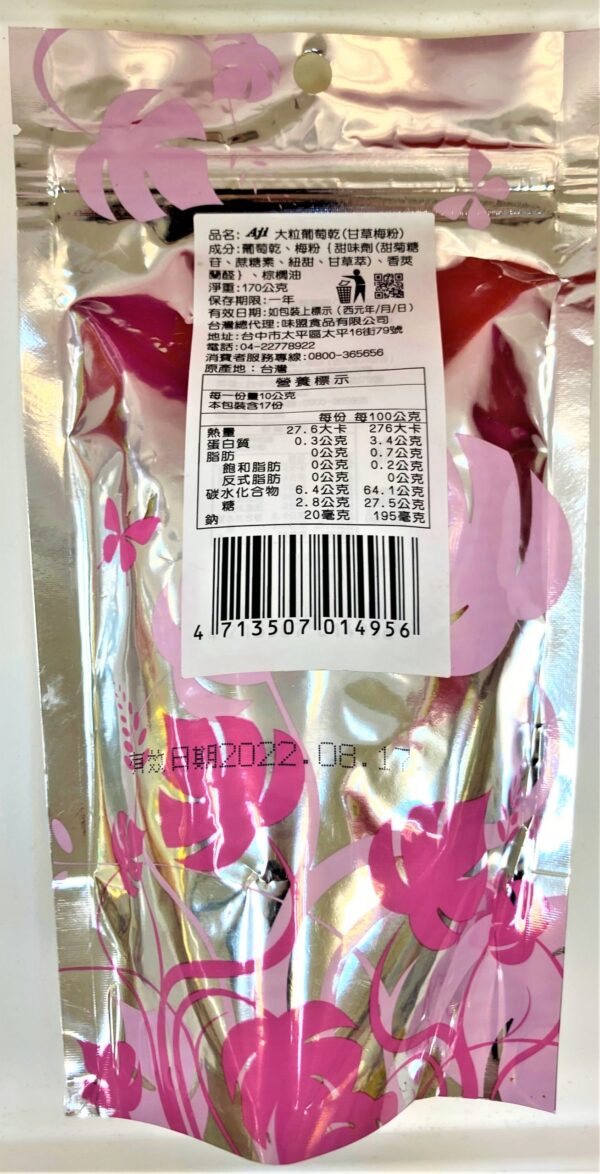 品名: Aji 大粒葡萄乾(甘草梅粉)
成分:葡萄乾、梅粉{甜味劑(甜菊糖
苷、蔗糖素、紐甜、甘草萃)、香莢
蘭醛}、棕櫚油
淨重:170公克
保存期限:一年
有效日期:如包裝上標示(西元年/月/日)
台灣總代理:味盟食品有限公司
地址:台中市太平區太平16街79號
電話:04-22778922
消費者服務專線:0800-365656
原產地:台灣
營養標示
每一份量10公克
本包裝含17份
每份 每100公克
熱量 27.6大卡 276大卡
蛋白質 0.3公克 3.4公克
脂肪 0公克 0.7公克
飽和脂肪 0公克 0.2公克
反式脂肪 0公克 0公克
碳水化合物 6.4公克 64.1公克
糖 2.8公克 27.5公克
鈉 20毫克 195毫克
4 713507 014956
有效日期2022.08.17